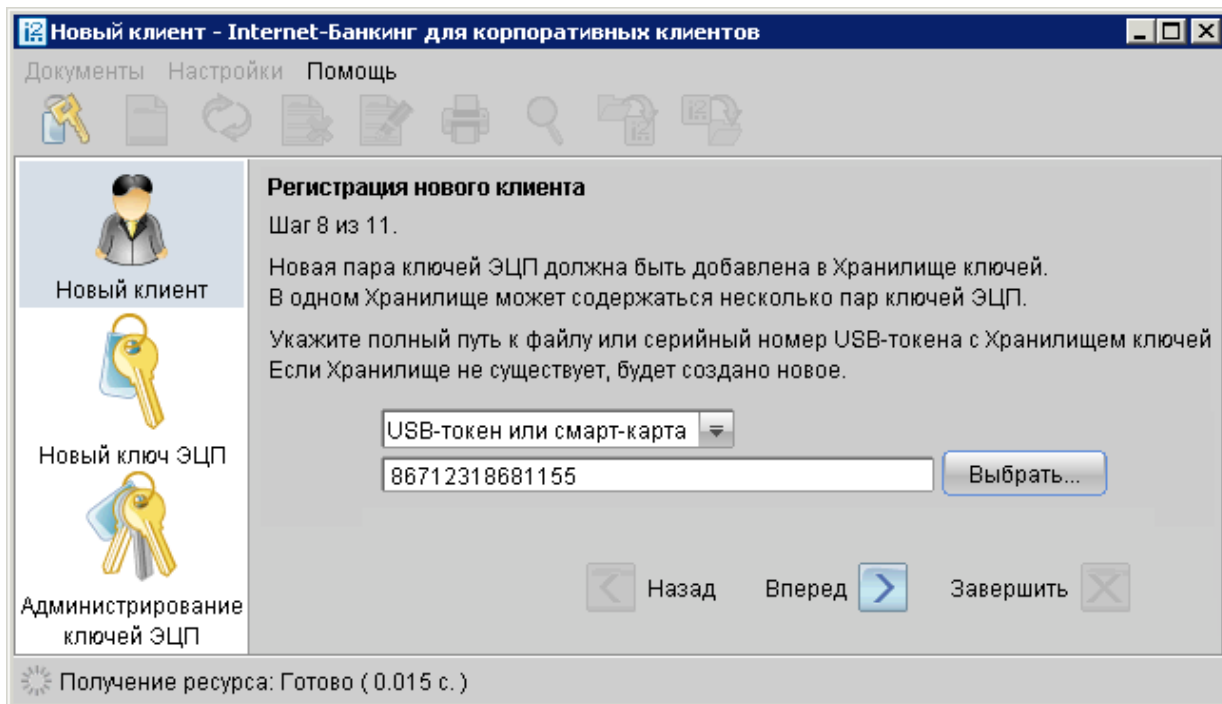 Новый клиент - Internet-Банкинг для корпоративных клиентов
Документы Настройки Помощь
Новый клиент
Новый ключ ЭЦП
Администрирование
ключей ЭЦП
Регистрация нового клиента
Шаг 8 из 11.
Новая пара ключей ЭЦП должна быть добавлена в Хранилище ключей.
В одном Хранилище может содержаться несколько пар ключей ЭЦП.
Укажите полный путь к файлу или серийный номер USB-токена с Хранилищем ключей
Если Хранилище не существует, будет создано новое.
USB-токен или смарт-карта
86712318681155
Выбрать...
Назад Вперед Завершить
Получение ресурса: Готово ( 0.015 с. )